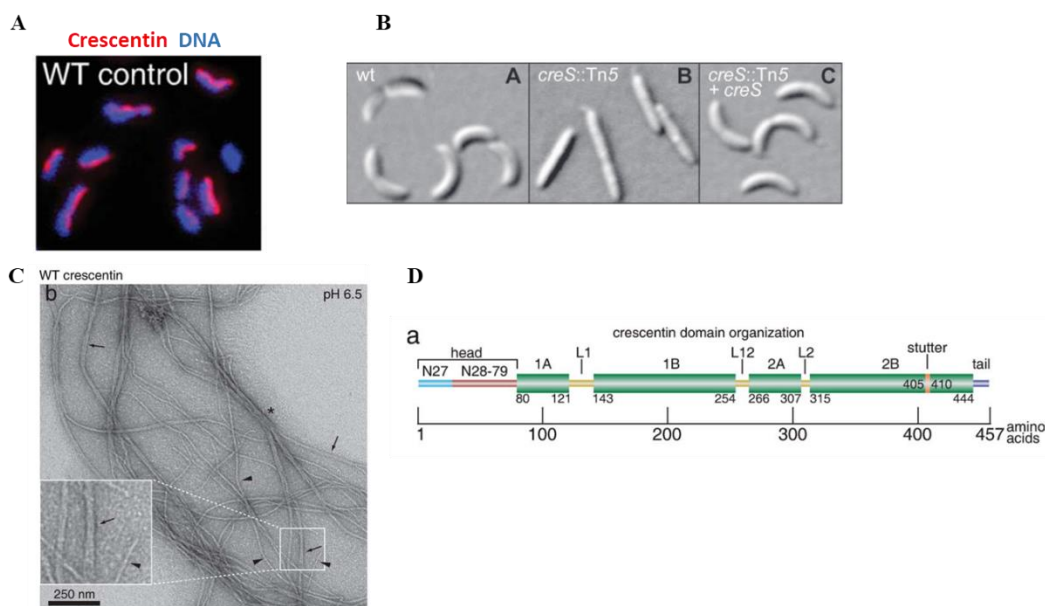 A
Crescentin DNA
WT control
B
wt
A
creS::Tn5
B
creS::Tn5
+ creS
C
C
WT crescentin
b
pH 6.5
*
250 nm
D
a
crescentin domain organization
head
1A
L1
1B
L12
2A
L2
2B
stutter
tail
N27
N28-79
405
410
80
121
143
254
266
307
315
444
1
100
200
300
400
457
amino
acids